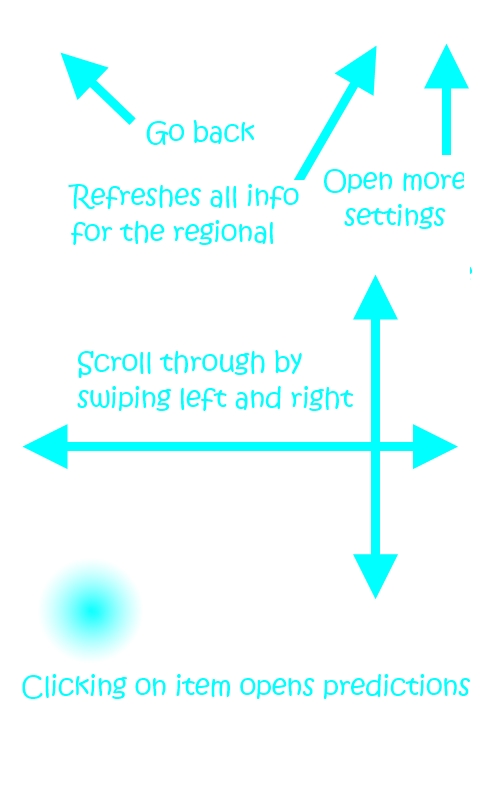 Go back
Refreshes all info
for the regional
Open more
settings
Scroll through by
swiping left and right
Clicking on item opens predictions